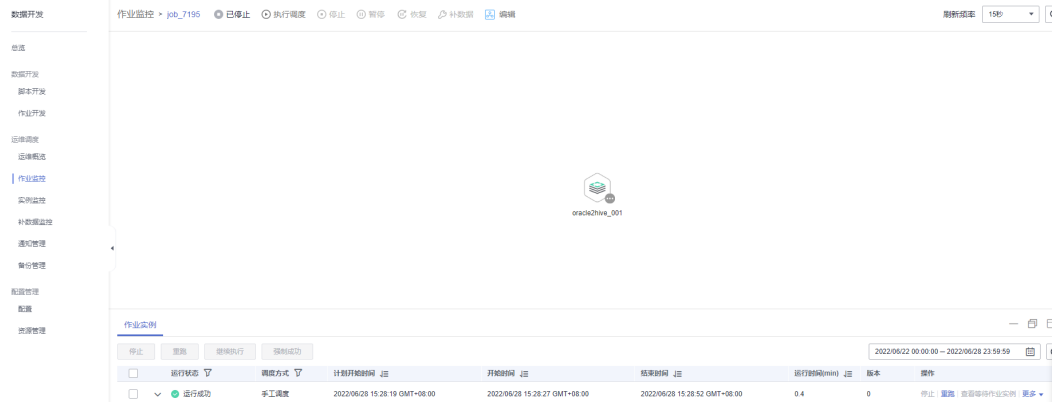 数据开发
作业监控 > job_7195 已停止 执行调度 停止 暂停 恢复 补数据 编辑 刷新频率 15秒
总览
数据开发
脚本开发
作业开发
运维调度
运维概览
作业监控
实例监控
补数据监控
通知管理
备份管理
配置管理
配置
资源管理
oracle2hive_001
作业实例
停止 重跑 继续执行 强制成功 2022/06/22 00:00:00 – 2022/06/28 23:59:59
运行状态 调度方式 计划开始时间 开始时间 结束时间 运行时间(min) 版本 操作
运行成功 手工调度 2022/06/28 15:28:19 GMT+08:00 2022/06/28 15:28:27 GMT+08:00 2022/06/28 15:28:52 GMT+08:00 0.4 0 停止 重跑 查看等待作业实例 更多